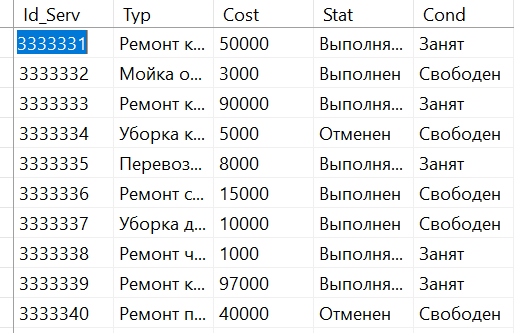 Id_Serv Typ Cost Stat Cond
3333331 Ремонт к... 50000 Выполня... Занят
3333332 Мойка о... 3000 Выполнен Свободен
3333333 Ремонт к... 90000 Выполня... Занят
3333334 Уборка к... 5000 Отменен Свободен
3333335 Перевоз... 8000 Выполня... Занят
3333336 Ремонт с... 15000 Выполнен Свободен
3333337 Уборка д... 10000 Выполнен Свободен
3333338 Ремонт ч... 1000 Выполня... Занят
3333339 Ремонт к... 97000 Выполня... Занят
3333340 Ремонт п... 40000 Отменен Свободен